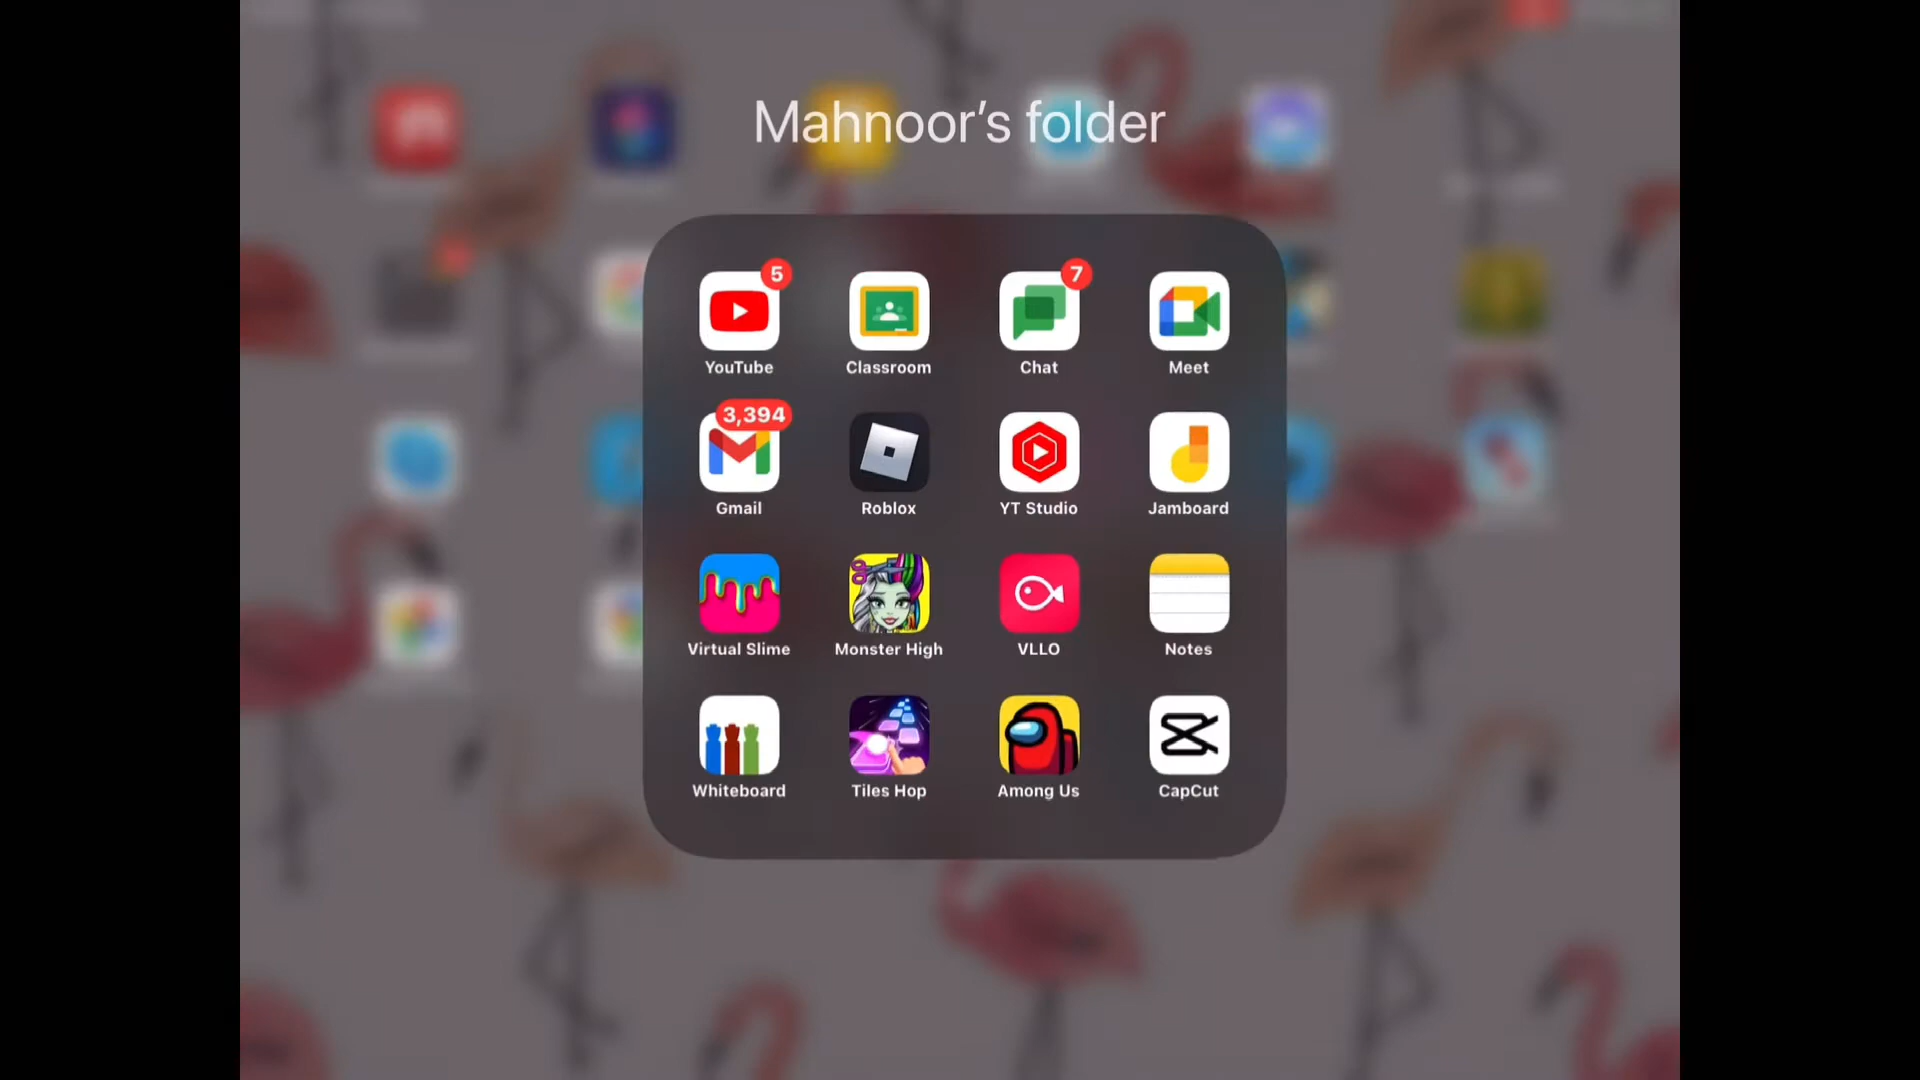 Mahnoor’s folder
5
7
YouTube
Classroom
Chat
Meet
3,394
Gmail
Roblox
YT Studio
Jamboard
Virtual Slime
Monster High
VLLO
Notes
Whiteboard
Tiles Hop
Among Us
CapCut